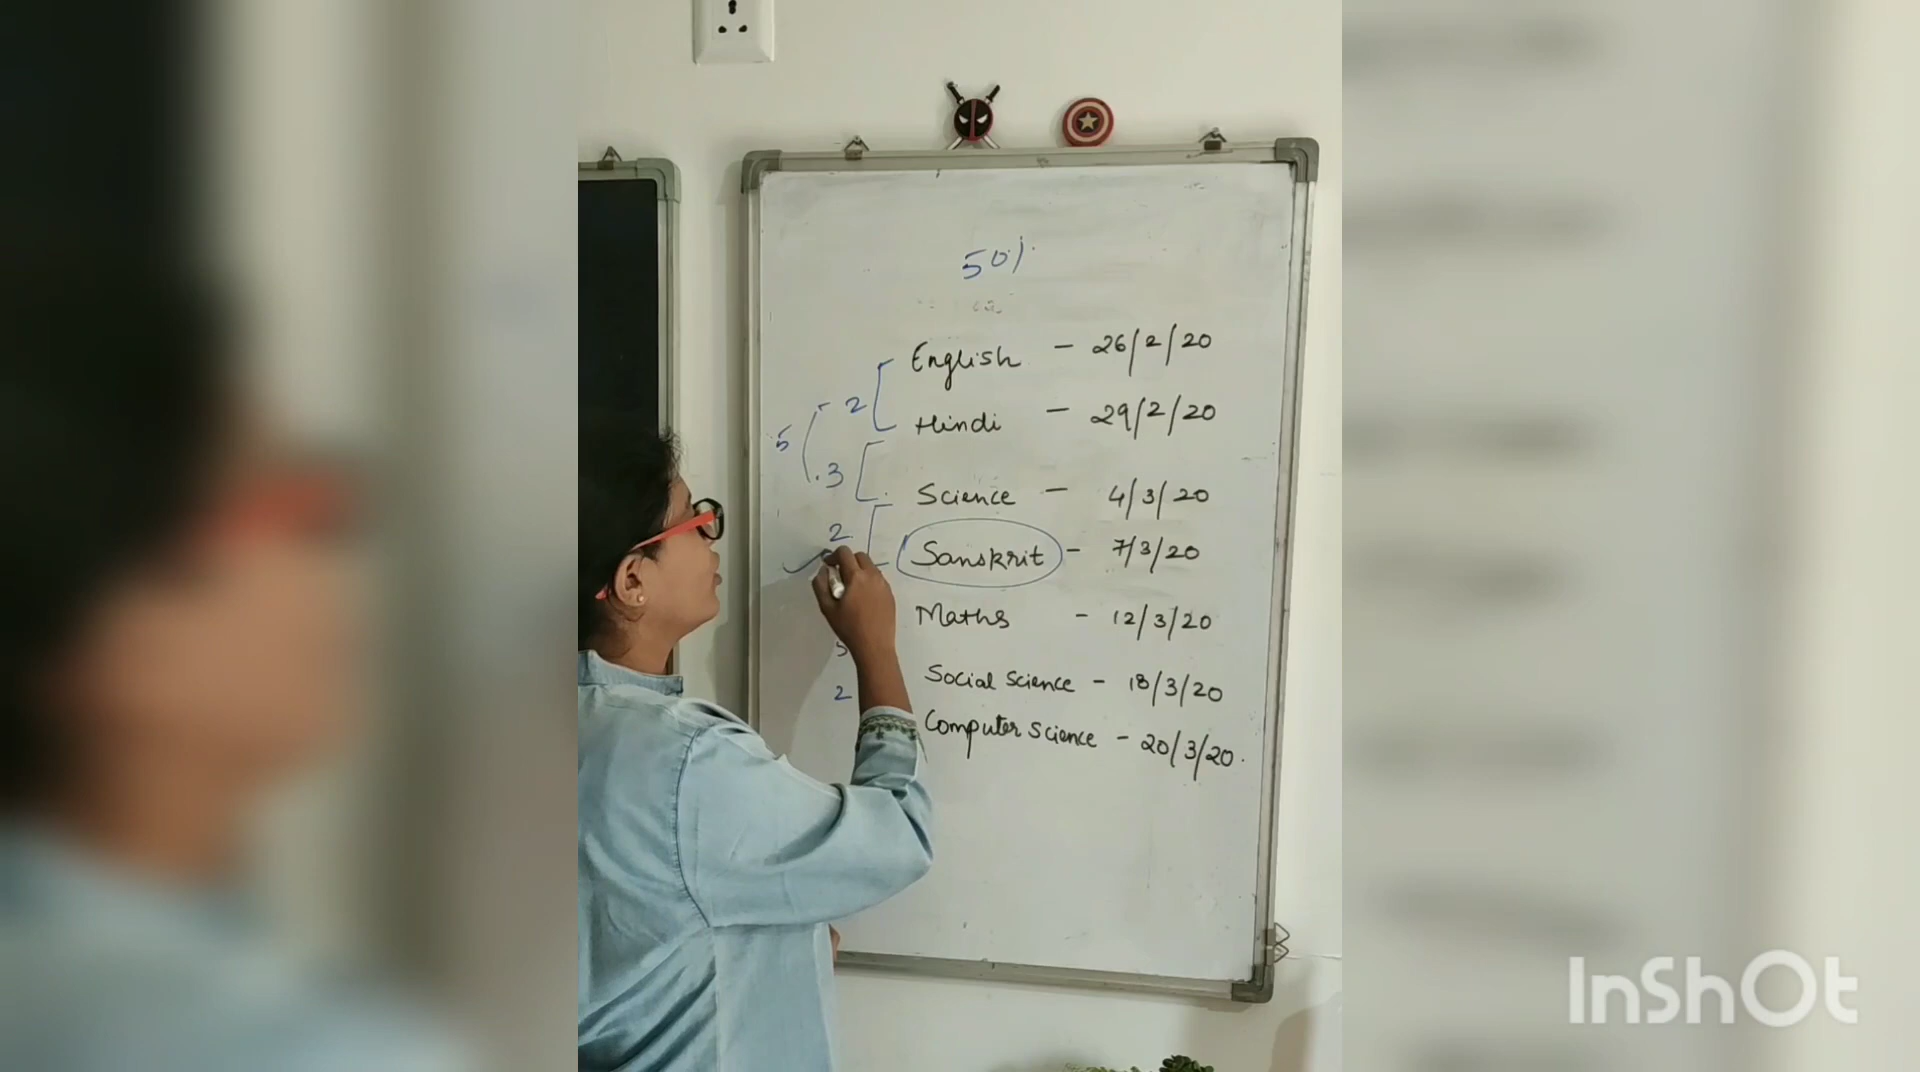 50%
English - 26/2/20
2
Hindi - 29/2/20
5
3
Science - 4/3/20
2
Sanskrit - 7/3/20
Maths - 12/3/20
Social Science - 18/3/20
2
Computer Science - 20/3/20.
InShOt